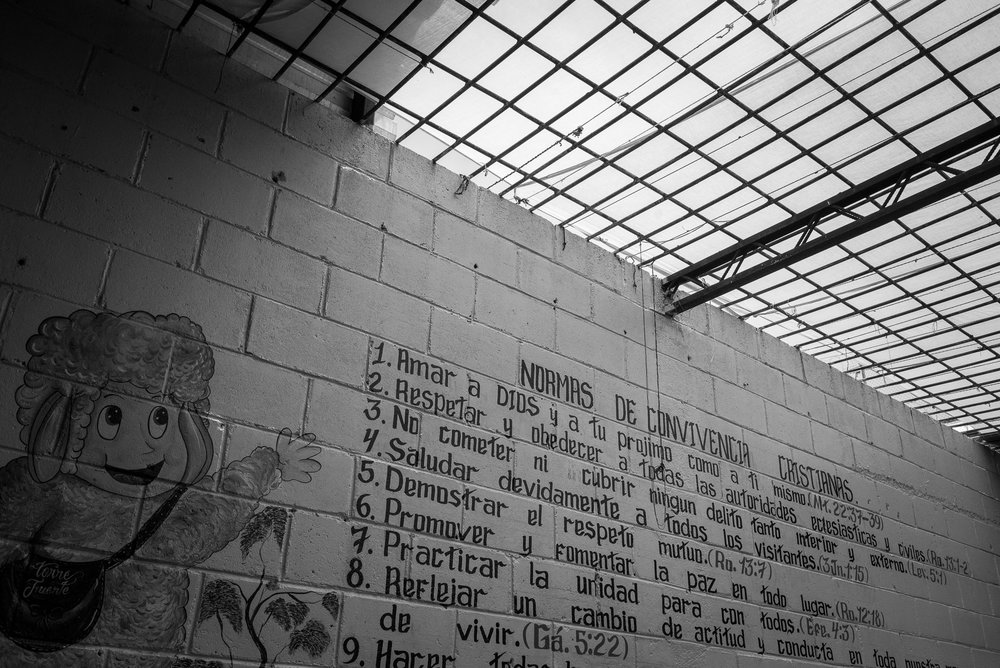 NORMAS DE CONVIVENCIA CRISTIANAS.
1. Amar a DIOS y a tu projimo como a ti mismo.(Mt. 22:37-39)
2. Respetar y obedecer a todas las autoridades eclesiasticas y civiles.(Ro. 13:1-2
3. No cometer ni cubrir ningun delito tanto interior y externo.(Lev. 5:1)
4. Saludar devidamente a todos los visitantes.(3Jn.1:15)
5. Demostrar el respeto mutuo.(Ro. 13:7)
6. Promover y fomentar la paz en todo lugar.(Ro. 12:18)
7. Practicar la unidad para con todos.(Efe. 4:3)
8. Reflejar un cambio de actitud y conducta en toda nuestra
de vivir.(Gá. 5:22)
9. Hacer todas
Torre
Fuerte